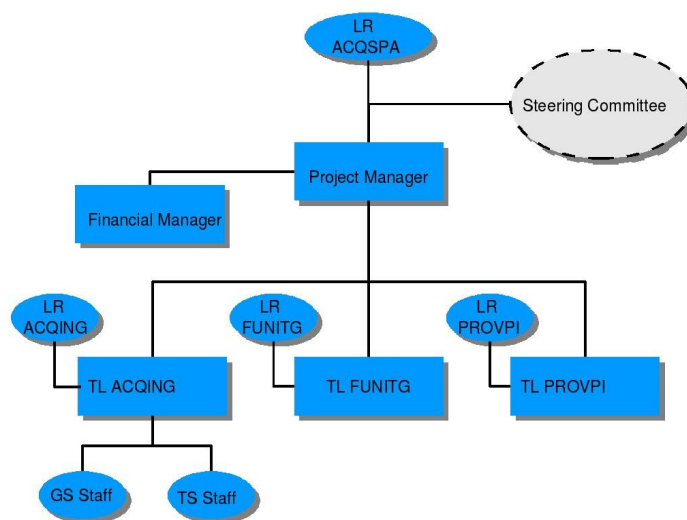 LR
ACQSPA
Steering Committee
Project Manager
Financial Manager
LR
ACQING
LR
FUNITG
LR
PROVPI
TL ACQING
TL FUNITG
TL PROVPI
GS Staff
TS Staff